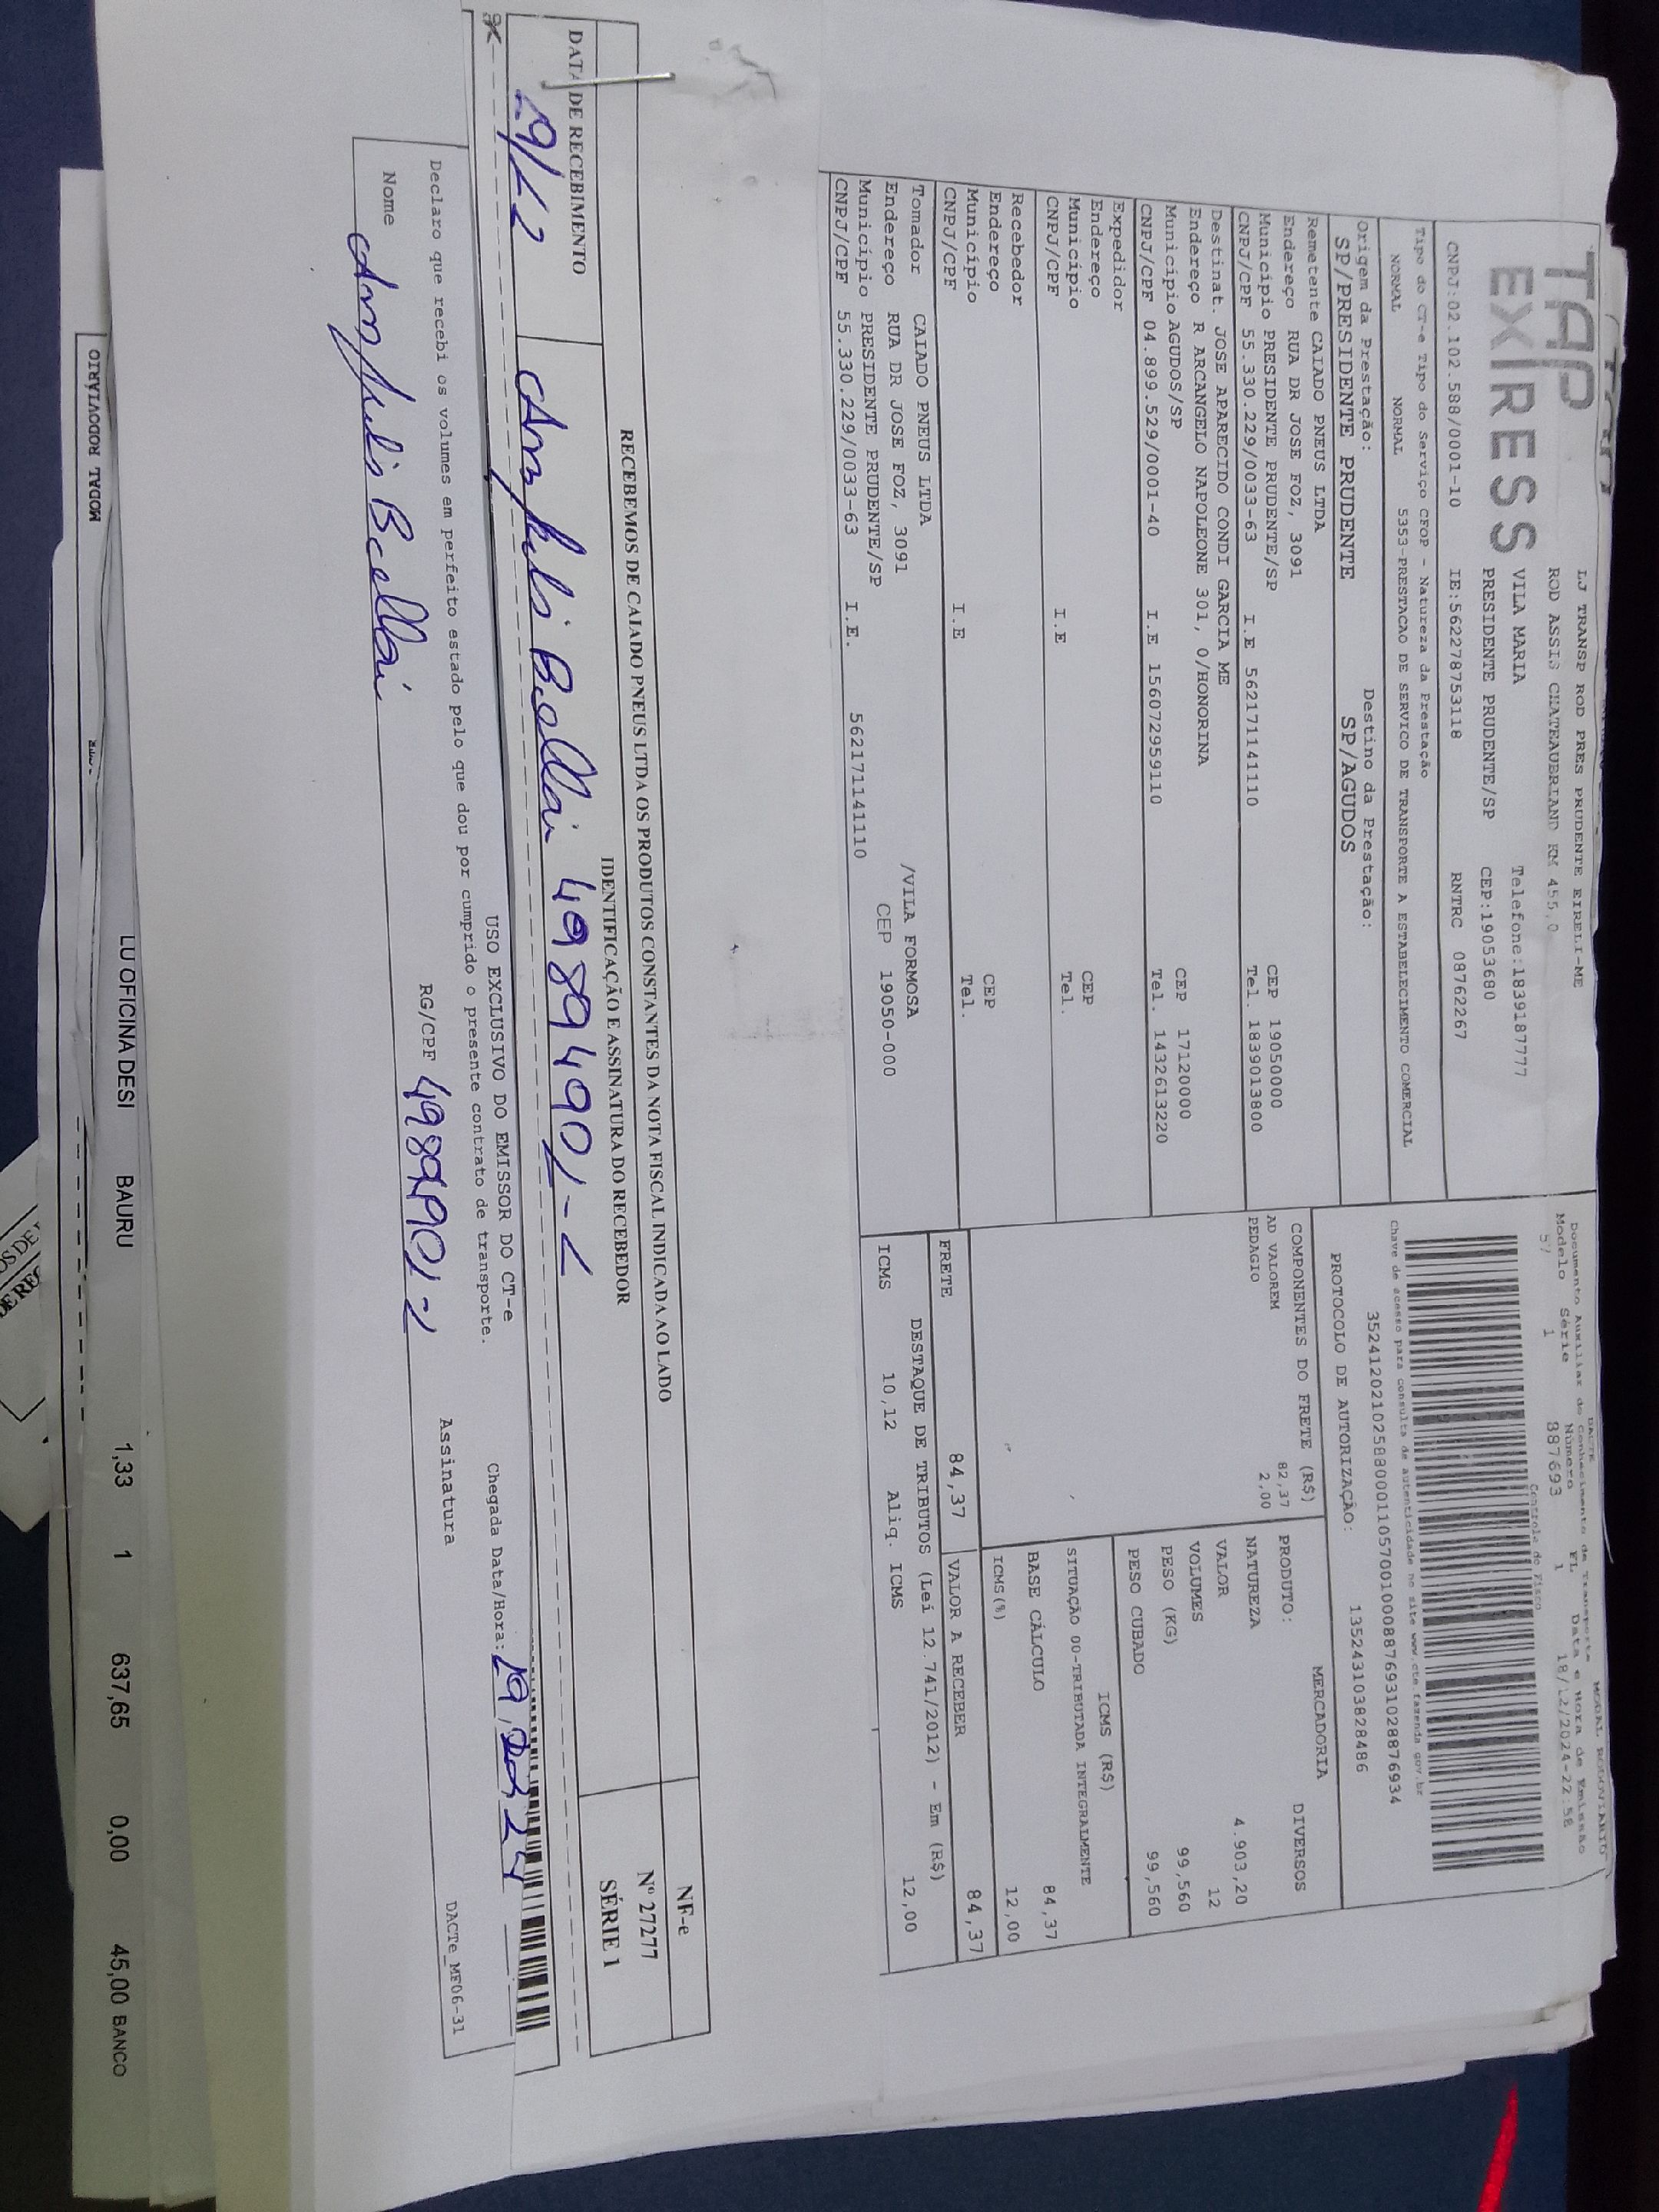 TAP
EXPRESS
LJ TRANSP ROD PRES PRUDENTE EIRELI-ME
ROD ASSIS CHATEAUBRIAND KM 455,0
VILA MARIA Telefone:1839187777
PRESIDENTE PRUDENTE/SP CEP:19053680
CNPJ:02.102.588/0001-10 IE:562278753118 RNTRC 08762267
DACTE MODAL RODOVIARIO
Documento Auxiliar de Conhecimento de Transporte
Modelo Série Número FL Data e Hora de Emissão
57 1 887693 1 18/12/2024-22:58
Controle do Fisco
Chave de acesso para consulta de autenticidade no site www.cte.fazenda.gov.br
PROTOCOLO DE AUTORIZAÇÃO: 135243103828486
Tipo do CT-e Tipo do Serviço CFOP - Natureza da Prestação
NORMAL NORMAL 5353-PRESTACAO DE SERVICO DE TRANSPORTE A ESTABELECIMENTO COMERCIAL
Origem da Prestação: Destino da Prestação:
SP/PRESIDENTE PRUDENTE SP/AGUDOS
Remetente CAIADO PNEUS LTDA
Endereço RUA DR JOSE FOZ, 3091 CEP 19050000
Município PRESIDENTE PRUDENTE/SP Tel. 1839013800
CNPJ/CPF 55.330.229/0033-63 I.E 562171141110
Destinat. JOSE APARECIDO CONDI GARCIA ME
Endereço R ARCANGELO NAPOLEONE 301, 0/HONORINA
Município AGUDOS/SP CEP 17120000
CNPJ/CPF 04.899.529/0001-40 I.E 156072959110 Tel. 1432613220
Expedidor
Endereço
Município CEP
CNPJ/CPF I.E Tel.
Recebedor
Endereço
Município CEP
CNPJ/CPF I.E Tel.
Tomador CAIADO PNEUS LTDA
Endereço RUA DR JOSE FOZ, 3091 /VILA FORMOSA
Município PRESIDENTE PRUDENTE/SP CEP 19050-000
CNPJ/CPF 55.330.229/0033-63 I.E. 562171141110
COMPONENTES DO FRETE (R$)
AD VALOREM 82,37
PEDAGIO 2,00
MERCADORIA
PRODUTO: DIVERSOS
NATUREZA
VALOR 4.903,20
VOLUMES 12
PESO (KG) 99,560
PESO CUBADO 99,560
ICMS (R$)
SITUAÇÃO 00-TRIBUTADA INTEGRALMENTE
BASE CÁLCULO 84,37
ICMS(%) 12,00
FRETE 84,37 VALOR A RECEBER 84,37
DESTAQUE DE TRIBUTOS (Lei 12.741/2012) - Em (R$)
ICMS 10,12 Aliq. ICMS 12,00
RECEBEMOS DE CAIADO PNEUS LTDA OS PRODUTOS CONSTANTES DA NOTA FISCAL INDICADA AO LADO
DATA DE RECEBIMENTO IDENTIFICAÇÃO E ASSINATURA DO RECEBEDOR
19/12 49894901-2
NF-e
Nº 27277
SÉRIE 1
USO EXCLUSIVO DO EMISSOR DO CT-e
Declaro que recebi os volumes em perfeito estado pelo que dou por cumprido o presente contrato de transporte.
Chegada Data/Hora:
Nome RG/CPF 49894901-2 Assinatura
DACTe_MF06-31
MODAL RODOVIÁRIO
LU OFICINA DESI BAURU 1,33 1 637,65 0,00 45,00 BANCO